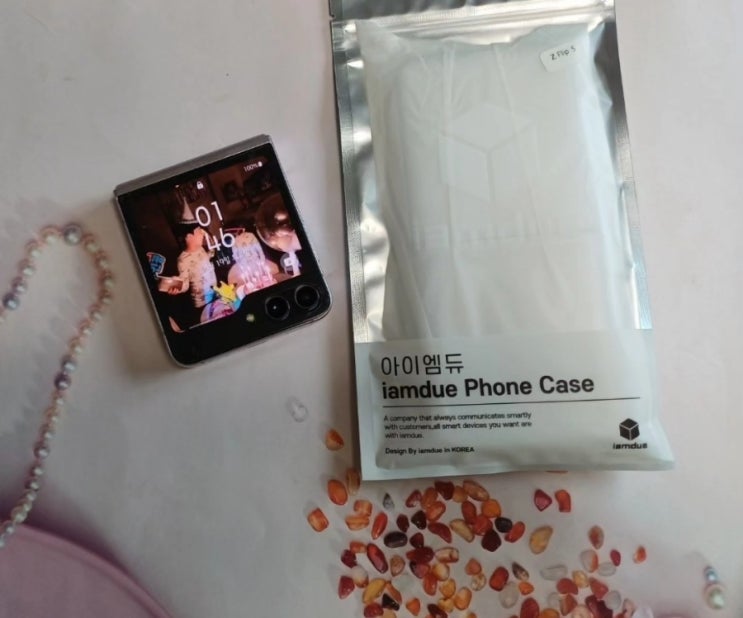 100%
01
46
Z Flip 5
아이엠듀
iamdue Phone Case
A company that always communicates smartly
with customers,all smart devices you want are
with iamdue.
Design By iamdue in KOREA
iamdue